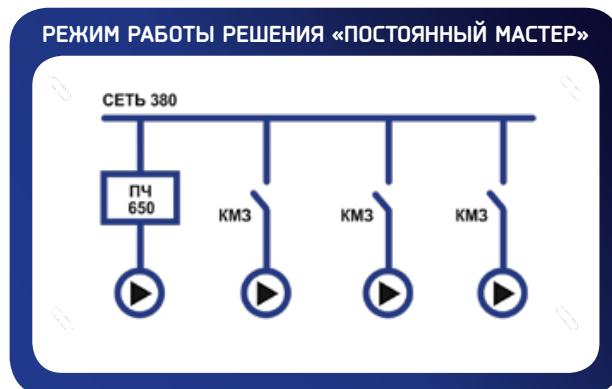 РЕЖИМ РАБОТЫ РЕШЕНИЯ «ПОСТОЯННЫЙ МАСТЕР»
СЕТЬ 380
ПЧ
650
КМЗ
КМЗ
КМЗ